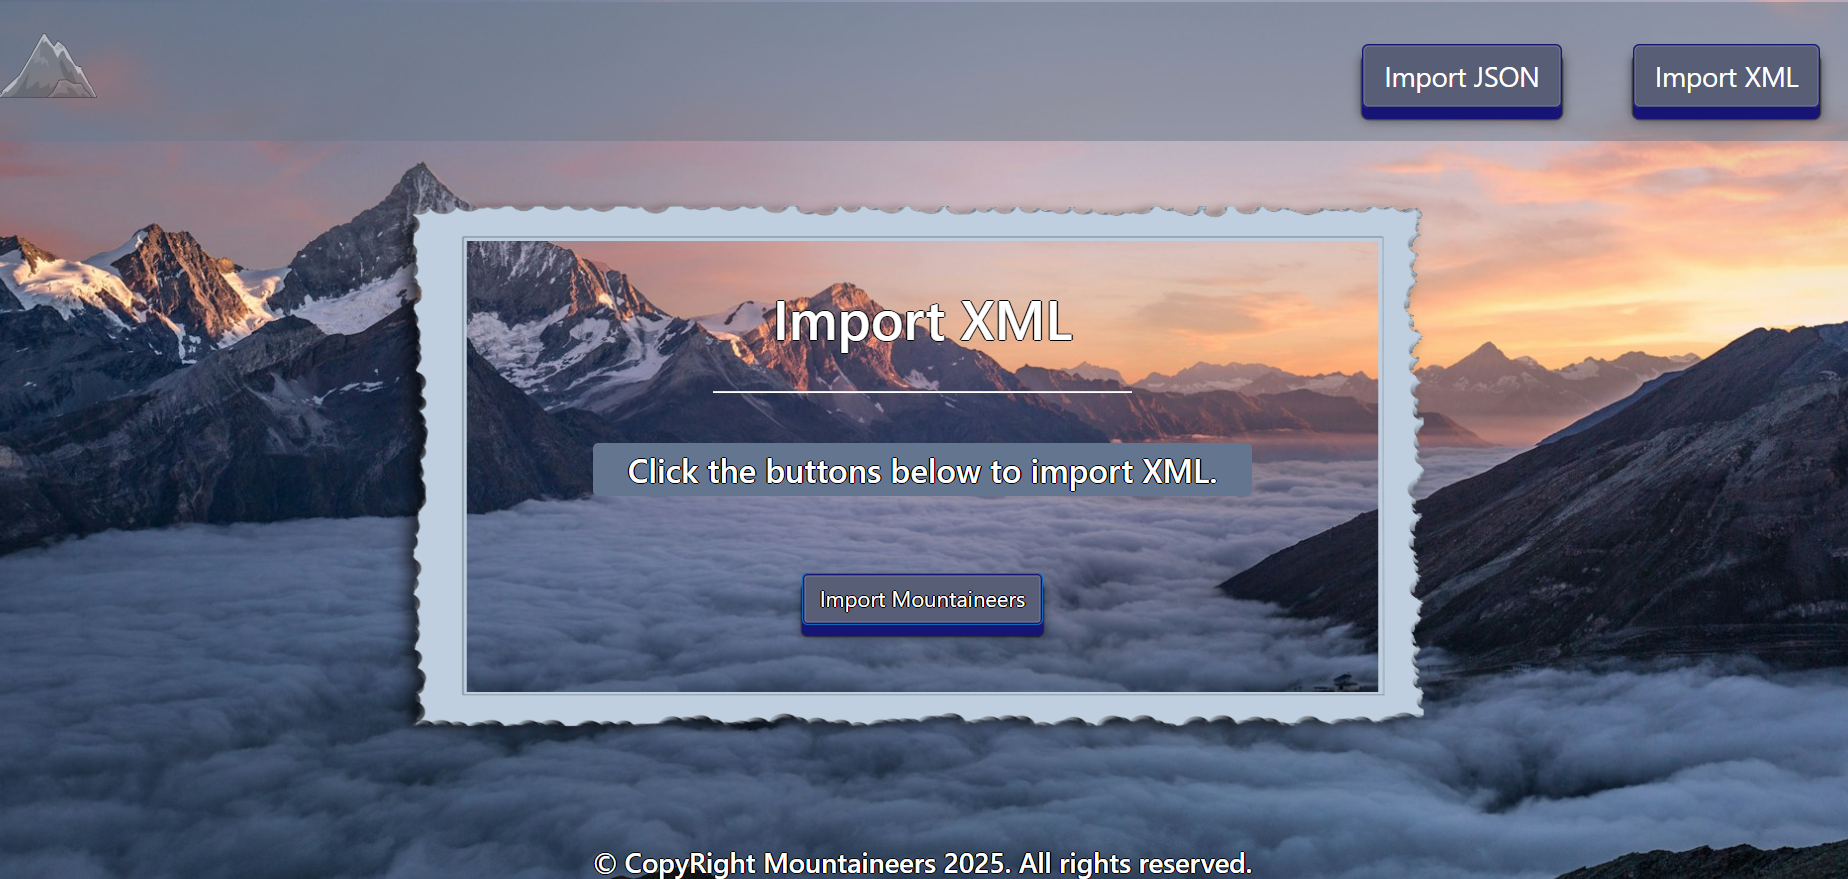 Import JSON
Import XML
Import XML
Click the buttons below to import XML.
Import Mountaineers
© CopyRight Mountaineers 2025. All rights reserved.